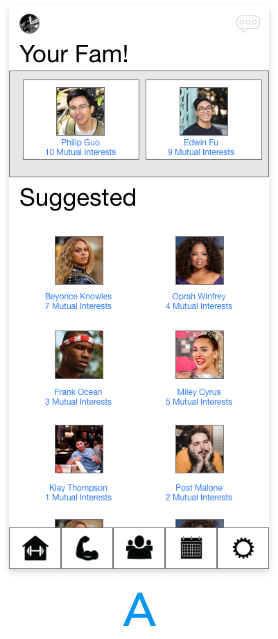 Your Fam!
Philip Guo
10 Mutual Interests
Edwin Fu
9 Mutual Interests
Suggested
Beyonce Knowles
7 Mutual Interests
Oprah Winfrey
4 Mutual Interests
Frank Ocean
3 Mutual Interests
Miley Cyrus
5 Mutual Interests
Klay Thompson
1 Mutual Interests
Post Malone
2 Mutual Interests
A